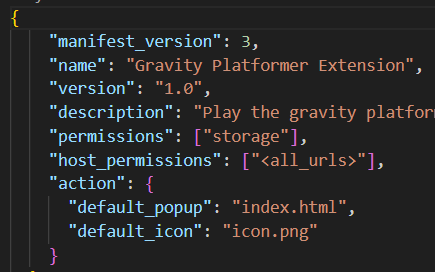 {
"manifest_version": 3,
"name": "Gravity Platformer Extension",
"version": "1.0",
"description": "Play the gravity platfor
"permissions": ["storage"],
"host_permissions": ["<all_urls>"],
"action": {
"default_popup": "index.html",
"default_icon": "icon.png"
}